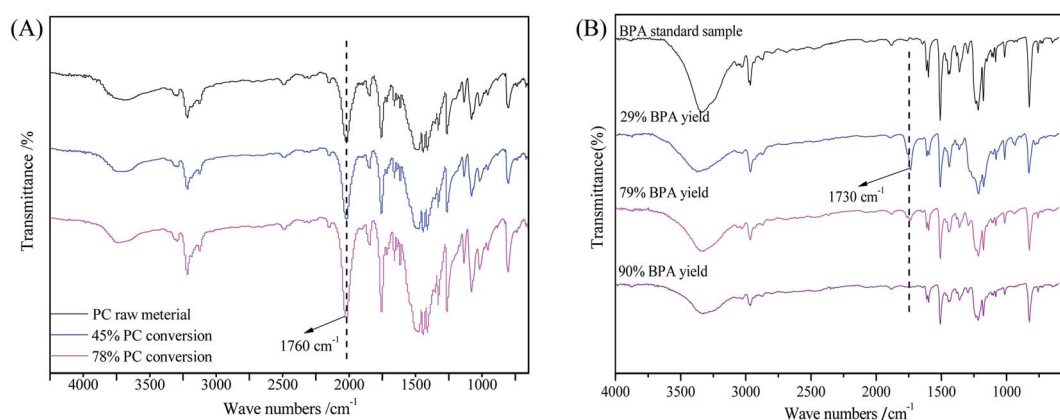 (A)
Transmittance /%
PC raw meterial
45% PC conversion
78% PC conversion
1760 cm⁻¹
4000 3500 3000 2500 2000 1500 1000
Wave numbers /cm⁻¹
(B)
Transmittance(%)
BPA standard sample
29% BPA yield
1730 cm⁻¹
79% BPA yield
90% BPA yield
4000 3500 3000 2500 2000 1500 1000
Wave numbers /cm⁻¹